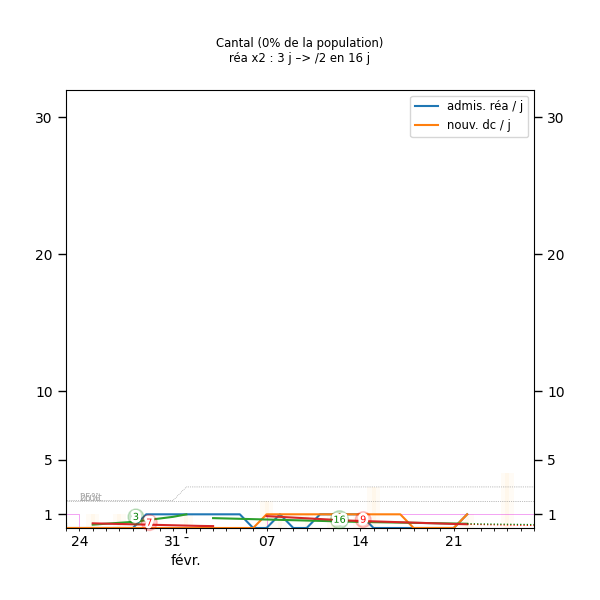 Cantal (0% de la population)
réa x2 : 3 j –> /2 en 16 j
admis. réa / j
nouv. dc / j
30 30
20 20
10 10
5 5
1 1
3 7 16 9
24 31 - 07 14 21
févr.